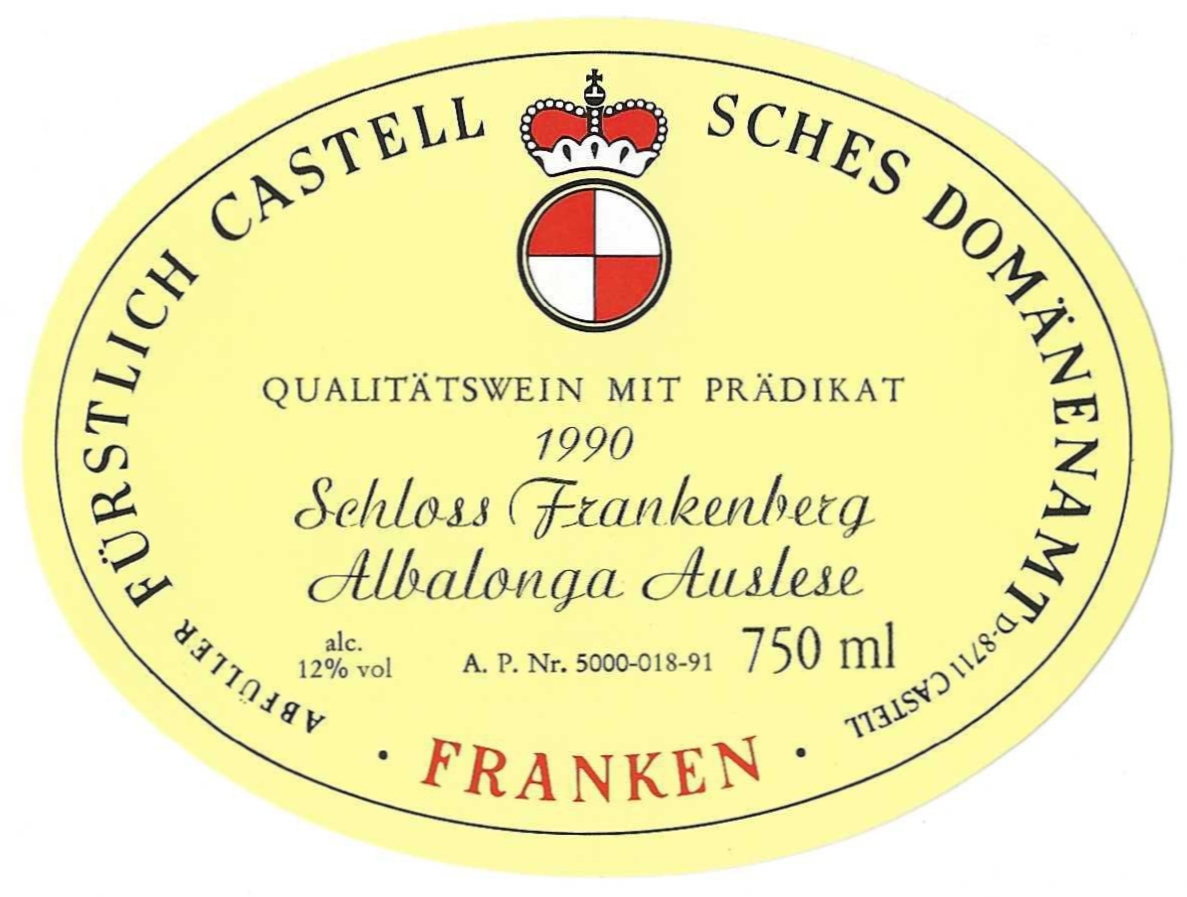 ABFÜLLER FÜRSTLICH CASTELL SCHES DOMÄNENAMT D-8711 CASTELL
QUALITÄTSWEIN MIT PRÄDIKAT
1990
Schloss Frankenberg
Albalonga Auslese
alc.
12% vol
A. P. Nr. 5000-018-91
750 ml
· FRANKEN ·